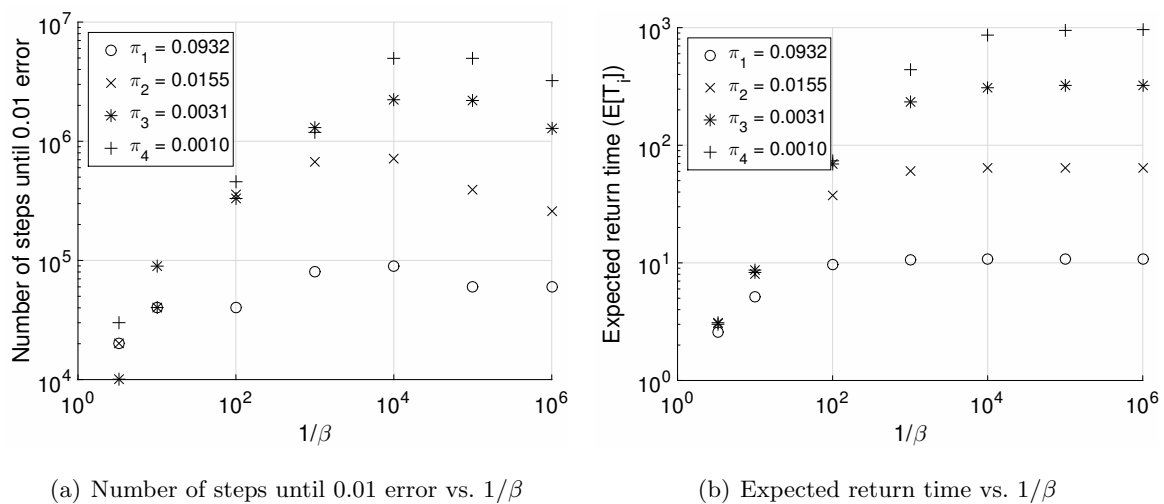 10^7
10^6
10^5
10^4
10^0
10^2
10^4
10^6
Number of steps until 0.01 error
1/β
π_1 = 0.0932
π_2 = 0.0155
π_3 = 0.0031
π_4 = 0.0010
(a) Number of steps until 0.01 error vs. 1/β
10^3
10^2
10^1
10^0
10^0
10^2
10^4
10^6
Expected return time (E[T_i])
1/β
π_1 = 0.0932
π_2 = 0.0155
π_3 = 0.0031
π_4 = 0.0010
(b) Expected return time vs. 1/β